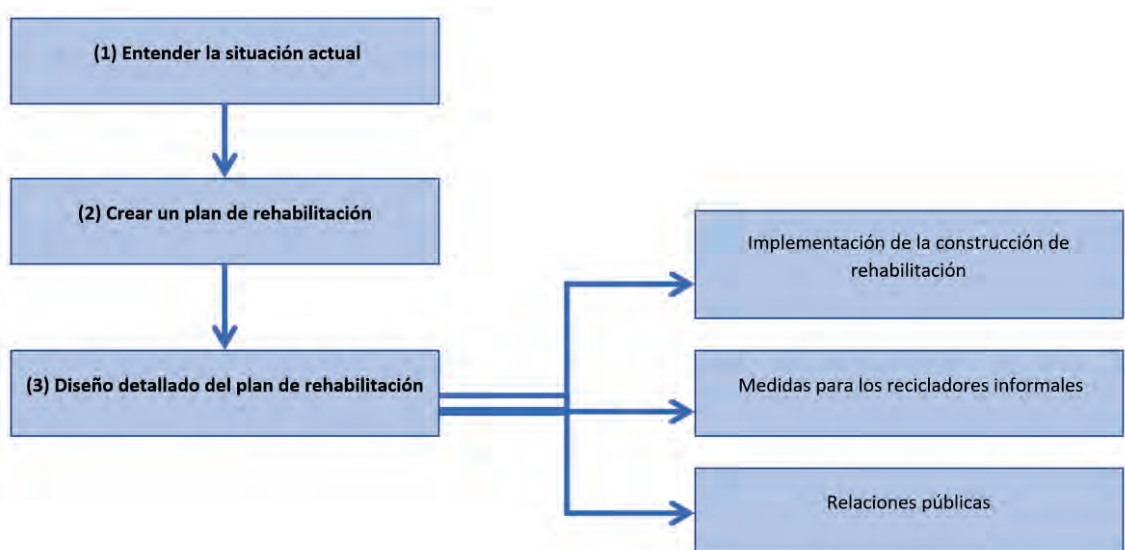 (1) Entender la situación actual
(2) Crear un plan de rehabilitación
(3) Diseño detallado del plan de rehabilitación
Implementación de la construcción de
rehabilitación
Medidas para los recicladores informales
Relaciones públicas